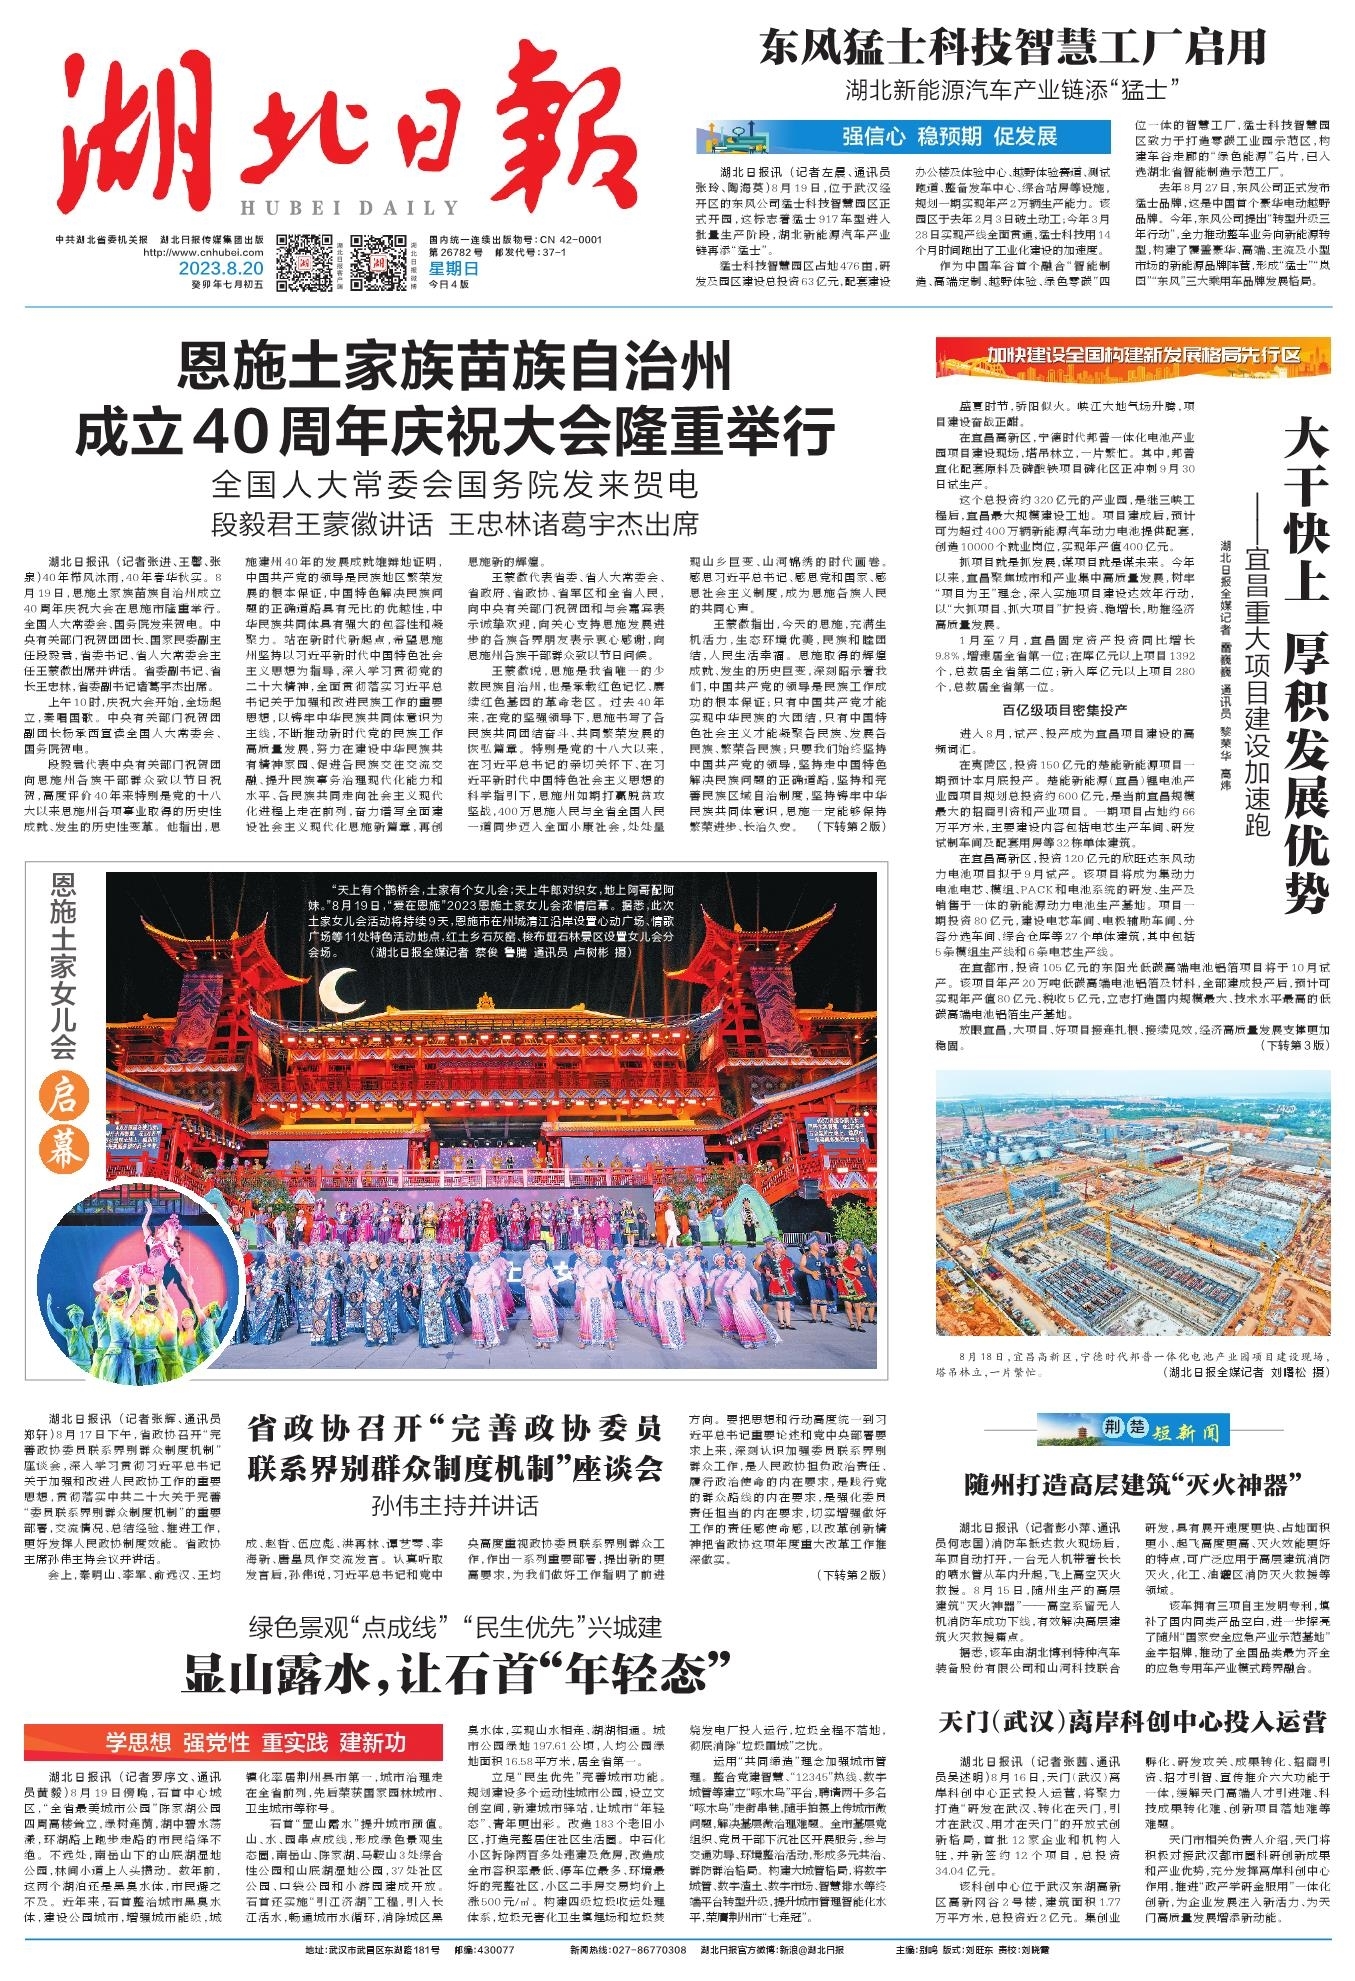 湖北日報
HUBEI DAILY
中共湖北省委机关报 湖北日报传媒集团出版
http://www.cnhubei.com
2023.8.20
癸卯年七月初五
湖北日报客户端
湖北日报微博
国内统一连续出版物号:CN 42-0001
第26782号 邮发代号:37-1
星期日
今日4版
东风猛士科技智慧工厂启用
湖北新能源汽车产业链添“猛士”
强信心 稳预期 促发展
湖北日报讯(记者左晨、通讯员
张玲、陶海英)8月19日,位于武汉经
开区的东风公司猛士科技智慧园区正
式开园,这标志着猛士917车型进入
批量生产阶段,湖北新能源汽车产业
链再添“猛士”。
猛士科技智慧园区占地476亩,研
发及园区建设总投资63亿元,配套建设
办公楼及体验中心、越野体验赛道、测试
跑道、整备发车中心、综合站房等设施,
规划一期实现年产2万辆生产能力。该
园区于去年2月3日破土动工;今年3月
28日实现产线全面贯通,猛士科技用14
个月时间跑出了工业化建设的加速度。
作为中国车谷首个融合“智能制
造、高端定制、越野体验、绿色零碳”四
位一体的智慧工厂,猛士科技智慧园
区致力于打造零碳工业园示范区,构
建车谷走廊的“绿色能源”名片,已入
选湖北省智能制造示范工厂。
去年8月27日,东风公司正式发布
猛士品牌,这是中国首个豪华电动越野
品牌。今年,东风公司提出“转型升级三
年行动”,全力推动整车业务向新能源转
型,构建了覆盖豪华、高端、主流及小型
市场的新能源品牌阵营,形成“猛士”“岚
图”“东风”三大乘用车品牌发展格局。
恩施土家族苗族自治州
成立40周年庆祝大会隆重举行
全国人大常委会国务院发来贺电
段毅君王蒙徽讲话 王忠林诸葛宇杰出席
湖北日报讯(记者张进、王馨、张
泉)40年栉风沐雨,40年春华秋实。8
月19日,恩施土家族苗族自治州成立
40周年庆祝大会在恩施市隆重举行。
全国人大常委会、国务院发来贺电。中
央有关部门祝贺团团长、国家民委副主
任段毅君,省委书记、省人大常委会主
任王蒙徽出席并讲话。省委副书记、省
长王忠林,省委副书记诸葛宇杰出席。
上午10时,庆祝大会开始,全场起
立,奏唱国歌。中央有关部门祝贺团
副团长杨承西宣读全国人大常委会、
国务院贺电。
段毅君代表中央有关部门祝贺团
向恩施州各族干部群众致以节日祝
贺,高度评价40年来特别是党的十八
大以来恩施州各项事业取得的历史性
成就、发生的历史性变革。他指出,恩
施建州40年的发展成就雄辩地证明,
中国共产党的领导是民族地区繁荣发
展的根本保证,中国特色解决民族问
题的正确道路具有无比的优越性,中
华民族共同体具有强大的包容性和凝
聚力。站在新时代新起点,希望恩施
州坚持以习近平新时代中国特色社会
主义思想为指导,深入学习贯彻党的
二十大精神,全面贯彻落实习近平总
书记关于加强和改进民族工作的重要
思想,以铸牢中华民族共同体意识为
主线,不断推动新时代党的民族工作
高质量发展,努力在建设中华民族共
有精神家园、促进各民族交往交流交
融、提升民族事务治理现代化能力和
水平、各民族共同走向社会主义现代
化进程上走在前列,奋力谱写全面建
设社会主义现代化恩施新篇章,再创
恩施新的辉煌。
王蒙徽代表省委、省人大常委会、
省政府、省政协、省军区和全省人民,
向中央有关部门祝贺团和与会嘉宾表
示诚挚欢迎,向关心支持恩施发展进
步的各族各界朋友表示衷心感谢,向
恩施州各族干部群众致以节日问候。
王蒙徽说,恩施是我省唯一的少
数民族自治州,也是承载红色记忆、赓
续红色基因的革命老区。过去40年
来,在党的坚强领导下,恩施书写了各
民族共同团结奋斗、共同繁荣发展的
恢弘篇章。特别是党的十八大以来,
在习近平总书记的亲切关怀下、在习
近平新时代中国特色社会主义思想的
科学指引下,恩施州如期打赢脱贫攻
坚战,400万恩施人民与全省全国人民
一道同步迈入全面小康社会,处处呈
现山乡巨变、山河锦绣的时代画卷。
感恩习近平总书记、感恩党和国家、感
恩社会主义制度,成为恩施各族人民
的共同心声。
王蒙徽指出,今天的恩施,充满生
机活力,生态环境优美,民族和睦团
结,人民生活幸福。恩施取得的辉煌
成就、发生的历史巨变,深刻昭示着我
们,中国共产党的领导是民族工作成
功的根本保证;只有中国共产党才能
实现中华民族的大团结,只有中国特
色社会主义才能凝聚各民族、发展各
民族、繁荣各民族;只要我们始终坚持
中国共产党的领导,坚持走中国特色
解决民族问题的正确道路,坚持和完
善民族区域自治制度,坚持铸牢中华
民族共同体意识,恩施一定能够保持
繁荣进步、长治久安。 (下转第2版)
加快建设全国构建新发展格局先行区
大干快上 厚积发展优势
——宜昌重大项目建设加速跑
湖北日报全媒记者 雷巍巍 通讯员 黎荣华 高炜
盛夏时节,骄阳似火。峡江大地气场升腾,项
目建设奋战正酣。
在宜昌高新区,宁德时代邦普一体化电池产业
园项目建设现场,塔吊林立,一片繁忙。其中,邦普
宜化配套原料及磷酸铁项目磷化区正冲刺9月30
日试生产。
这个总投资约320亿元的产业园,是继三峡工
程后,宜昌最大规模建设工地。项目建成后,预计
可为超过400万辆新能源汽车动力电池提供配套,
创造10000个就业岗位,实现年产值400亿元。
抓项目就是抓发展,谋项目就是谋未来。今年
以来,宜昌聚焦城市和产业集中高质量发展,树牢
“项目为王”理念,深入实施项目建设达效年行动,
以“大抓项目、抓大项目”扩投资、稳增长,助推经济
高质量发展。
1月至7月,宜昌固定资产投资同比增长
9.8%,增速居全省第一位;在库亿元以上项目1392
个,总数居全省第二位;新入库亿元以上项目280
个,总数居全省第一位。
百亿级项目密集投产
进入8月,试产、投产成为宜昌项目建设的高
频词汇。
在夷陵区,投资150亿元的楚能新能源项目一
期预计本月底投产。楚能新能源(宜昌)锂电池产
业园项目规划总投资约600亿元,是当前宜昌规模
最大的招商引资和产业项目。一期项目占地约66
万平方米,主要建设内容包括电芯生产车间、研发
试制车间及配套用房等32栋单体建筑。
在宜昌高新区,投资120亿元的欣旺达东风动
力电池项目拟于9月试产。该项目将成为集动力
电池电芯、模组、PACK和电池系统的研发、生产及
销售于一体的新能源动力电池生产基地。项目一
期投资80亿元,建设电芯车间、电极辅助车间、分
容分选车间、综合仓库等27个单体建筑,其中包括
5条模组生产线和6条电芯生产线。
在宜都市,投资105亿元的东阳光低碳高端电池铝箔项目将于10月试
产。该项目年产20万吨低碳高端电池铝箔及材料,全部建成投产后,预计可
实现年产值80亿元、税收5亿元,立志打造国内规模最大、技术水平最高的低
碳高端电池铝箔生产基地。
放眼宜昌,大项目、好项目接连扎根、接续见效,经济高质量发展支撑更加
稳固。 (下转第3版)
8月18日,宜昌高新区,宁德时代邦普一体化电池产业园项目建设现场,
塔吊林立,一片繁忙。 (湖北日报全媒记者 刘曙松 摄)
恩施土家女儿会
启幕
“天上有个鹊桥会,土家有个女儿会;天上牛郎对织女,地上阿哥配阿
妹。”8月19日,“爱在恩施”2023恩施土家女儿会浓情启幕。据悉,此次
土家女儿会活动将持续9天,恩施市在州城清江沿岸设置心动广场、情歌
广场等11处特色活动地点,红土乡石灰窑、梭布垭石林景区设置女儿会分
会场。 (湖北日报全媒记者 蔡俊 鲁腾 通讯员 卢树彬 摄)
省政协召开“完善政协委员
联系界别群众制度机制”座谈会
孙伟主持并讲话
湖北日报讯(记者张辉、通讯员
郑轩)8月17日下午,省政协召开“完
善政协委员联系界别群众制度机制”
座谈会,深入学习贯彻习近平总书记
关于加强和改进人民政协工作的重要
思想,贯彻落实中共二十大关于完善
“委员联系界别群众制度机制”的重要
部署,交流情况、总结经验、推进工作,
更好发挥人民政协制度效能。省政协
主席孙伟主持会议并讲话。
会上,秦明山、李军、俞远汉、王均
成、赵哲、伍应彪、洪再林、谭艺琴、李
海新、唐皇凤作交流发言。认真听取
发言后,孙伟说,习近平总书记和党中
央高度重视政协委员联系界别群众工
作,作出一系列重要部署,提出新的更
高要求,为我们做好工作指明了前进
方向。要把思想和行动高度统一到习
近平总书记重要论述和党中央部署要
求上来,深刻认识加强委员联系界别
群众工作,是人民政协担负政治责任、
履行政治使命的内在要求,是践行党
的群众路线的内在要求,是强化委员
责任担当的内在要求,切实增强做好
工作的责任感使命感,以改革创新精
神把省政协这项年度重大改革工作推
深做实。
(下转第2版)
绿色景观“点成线” “民生优先”兴城建
显山露水,让石首“年轻态”
学思想 强党性 重实践 建新功
湖北日报讯(记者罗序文、通讯
员黄毅)8月19日傍晚,石首中心城
区,“全省最美城市公园”陈家湖公园
四周高楼耸立,绿树连荫,湖中碧水荡
漾,环湖路上跑步走路的市民络绎不
绝。不远处,南岳山下的山底湖湿地
公园,林间小道上人头攒动。数年前,
这两个湖泊还是黑臭水体,市民避之
不及。近年来,石首整治城市黑臭水
体,建设公园城市,增强城市能级,城
镇化率居荆州县市第一,城市治理走
在全省前列,先后荣获国家园林城市、
卫生城市等称号。
石首“显山露水”提升城市颜值。
山、水、园串点成线,形成绿色景观生
态圈,南岳山、陈家湖、马鞍山3处综合
性公园和山底湖湿地公园,37处社区
公园、口袋公园和小游园建成开放。
石首还实施“引江济湖”工程,引入长
江活水,畅通城市水循环,消除城区黑
臭水体,实现山水相连、湖湖相通。城
市公园绿地197.61公顷,人均公园绿
地面积16.58平方米,居全省第一。
立足“民生优先”完善城市功能。
规划建设多个运动性城市公园,设立文
创空间,新建城市驿站,让城市“年轻
态”、青年更出彩。改造183个老旧小
区,打造完整居住社区生活圈。中石化
小区拆除两百多处违建及危房,改造成
全市容积率最低、停车位最多、环境最
好的完整社区,小区二手房交易均价上
涨500元/㎡。构建四级垃圾收运处理
体系,垃圾无害化卫生填埋场和垃圾焚
烧发电厂投入运行,垃圾全程不落地,
彻底消除“垃圾围城”之忧。
运用“共同缔造”理念加强城市管
理。整合党建智慧、“12345”热线、数字
城管等建立“啄木鸟”平台,聘请两千多名
“啄木鸟”走街串巷,随手拍摄上传城市微
问题,解决基层微治理难题。全市基层党
组织、党员干部下沉社区开展服务,参与
交通劝导、环境整治活动,形成多元共治、
群防群治格局。构建大城管格局,将数字
城管、数字渣土、数字市场、智慧排水等终
端平台转型升级,提升城市管理智能化水
平,荣膺荆州市“七连冠”。
荆楚短新闻
随州打造高层建筑“灭火神器”
湖北日报讯(记者彭小萍、通讯
员何志国)消防车抵达救火现场后,
车顶自动打开,一台无人机带着长长
的喷水管从车内升起,飞上高空灭火
救援。8月15日,随州生产的高层
建筑“灭火神器”——高空系留无人
机消防车成功下线,有效解决高层建
筑火灾救援痛点。
据悉,该车由湖北博利特种汽车
装备股份有限公司和山河科技联合
研发,具有展开速度更快、占地面积
更小、起飞高度更高、灭火效能更好
的特点,可广泛应用于高层建筑消防
灭火,化工、油罐区消防灭火救援等
领域。
该车拥有三项自主发明专利,填
补了国内同类产品空白,进一步擦亮
了随州“国家安全应急产业示范基地”
金字招牌,推动了全国品类最为齐全
的应急专用车产业模式跨界融合。
天门(武汉)离岸科创中心投入运营
湖北日报讯(记者张茜、通讯
员吴述明)8月16日,天门(武汉)离
岸科创中心正式投入运营,将聚力
打造“研发在武汉、转化在天门,引
才在武汉、用才在天门”的开放式创
新格局,首批12家企业和机构入
驻,并新签约12个项目,总投资
34.04亿元。
该科创中心位于武汉东湖高新
区高新网谷2号楼,建筑面积1.77
万平方米,总投资近2亿元。集创业
孵化、研发攻关、成果转化、招商引
资、招才引智、宣传推介六大功能于
一体,缓解天门高端人才引进难、科
技成果转化难、创新项目落地难等
难题。
天门市相关负责人介绍,天门将
积极对接武汉都市圈科研创新成果
和产业优势,充分发挥离岸科创中心
作用,推进“政产学研金服用”一体化
创新,为企业发展注入新活力、为天
门高质量发展增添新动能。
地址:武汉市武昌区东湖路181号 邮编:430077 新闻热线:027-86770308 湖北日报官方微博:新浪@湖北日报 主编:别鸣 版式:刘旺东 责校:刘晓霞